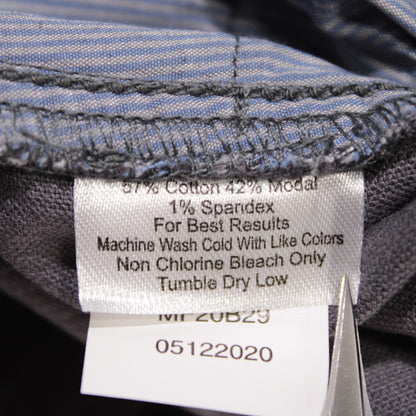 57% Cotton 42% Modal
1% Spandex
For Best Results
Machine Wash Cold With Like Colors
Non Chlorine Bleach Only
Tumble Dry Low
MF20B29
05122020